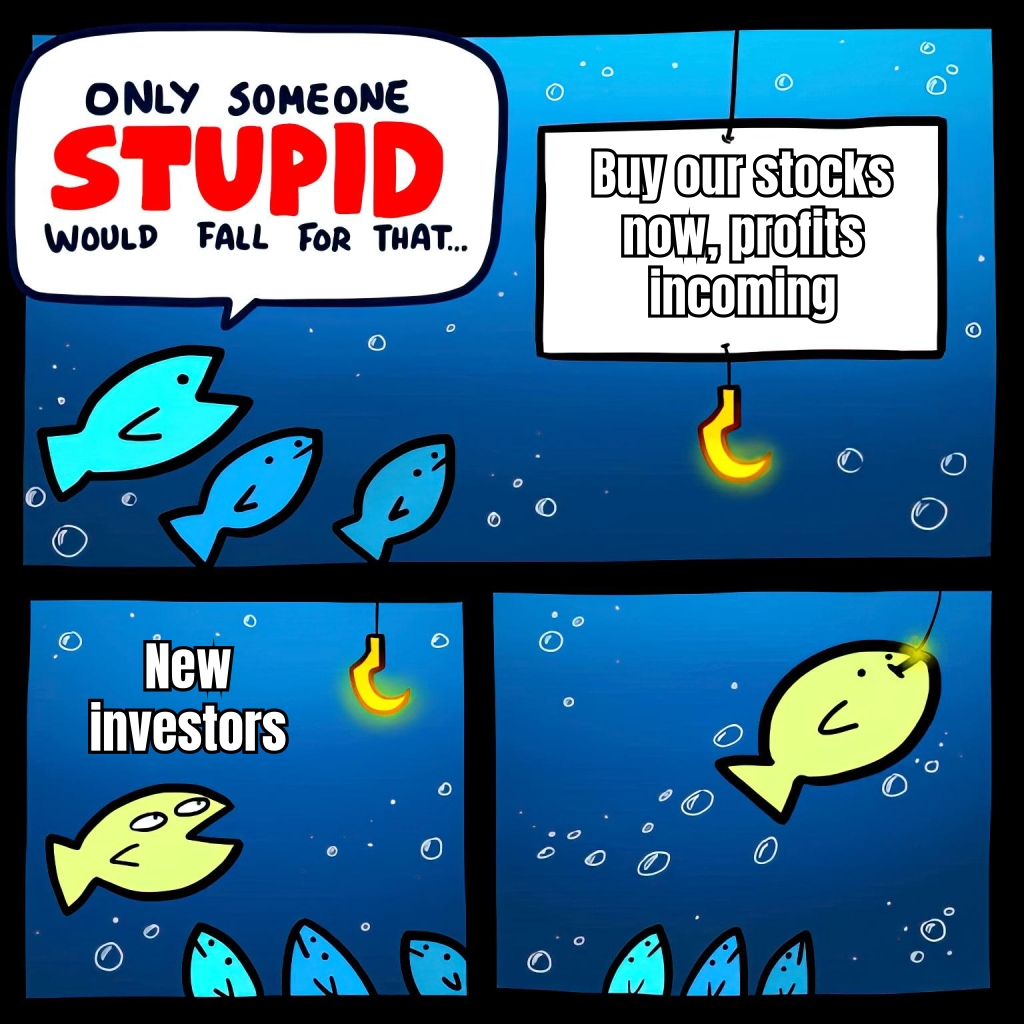 ONLY SOMEONE
STUPID
WOULD FALL FOR THAT...
Buy our stocks
now, profits
incoming
New
investors